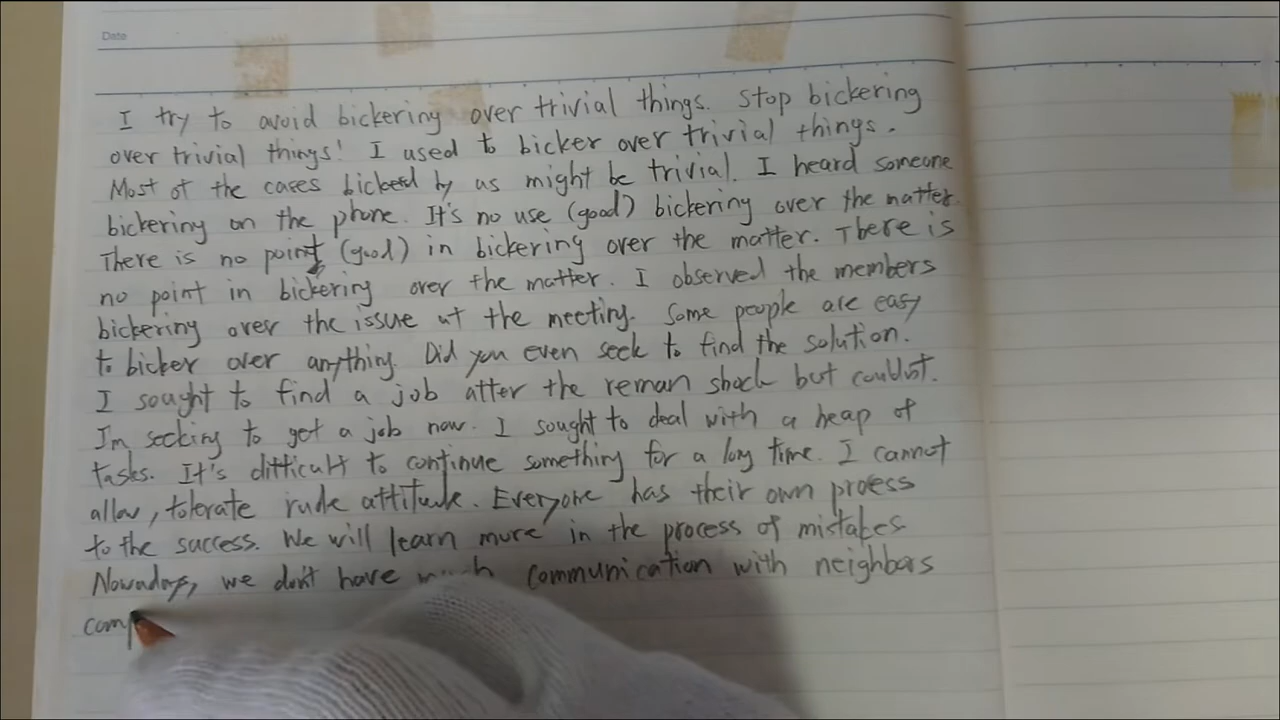 Date
I try to avoid bickering over trivial things. Stop bickering
over trivial things! I used to bicker over trivial things.
Most of the cases bickered by us might be trivial. I heard someone
bickering on the phone. It's no use (good) bickering over the matter.
There is no point (good) in bickering over the matter. There is
no point in bickering over the matter. I observed the members
bickering over the issue at the meeting. Some people are easy
to bicker over anything. Did you even seek to find the solution.
I sought to find a job after the reman shock but couldn't.
I'm seeking to get a job now. I sought to deal with a heap of
tasks. It's difficult to continue something for a long time. I cannot
allow, tolerate rude attitude. Everyone has their own process
to the success. We will learn more in the process of mistakes
Nowadays, we don't have much communication with neighbors
comp